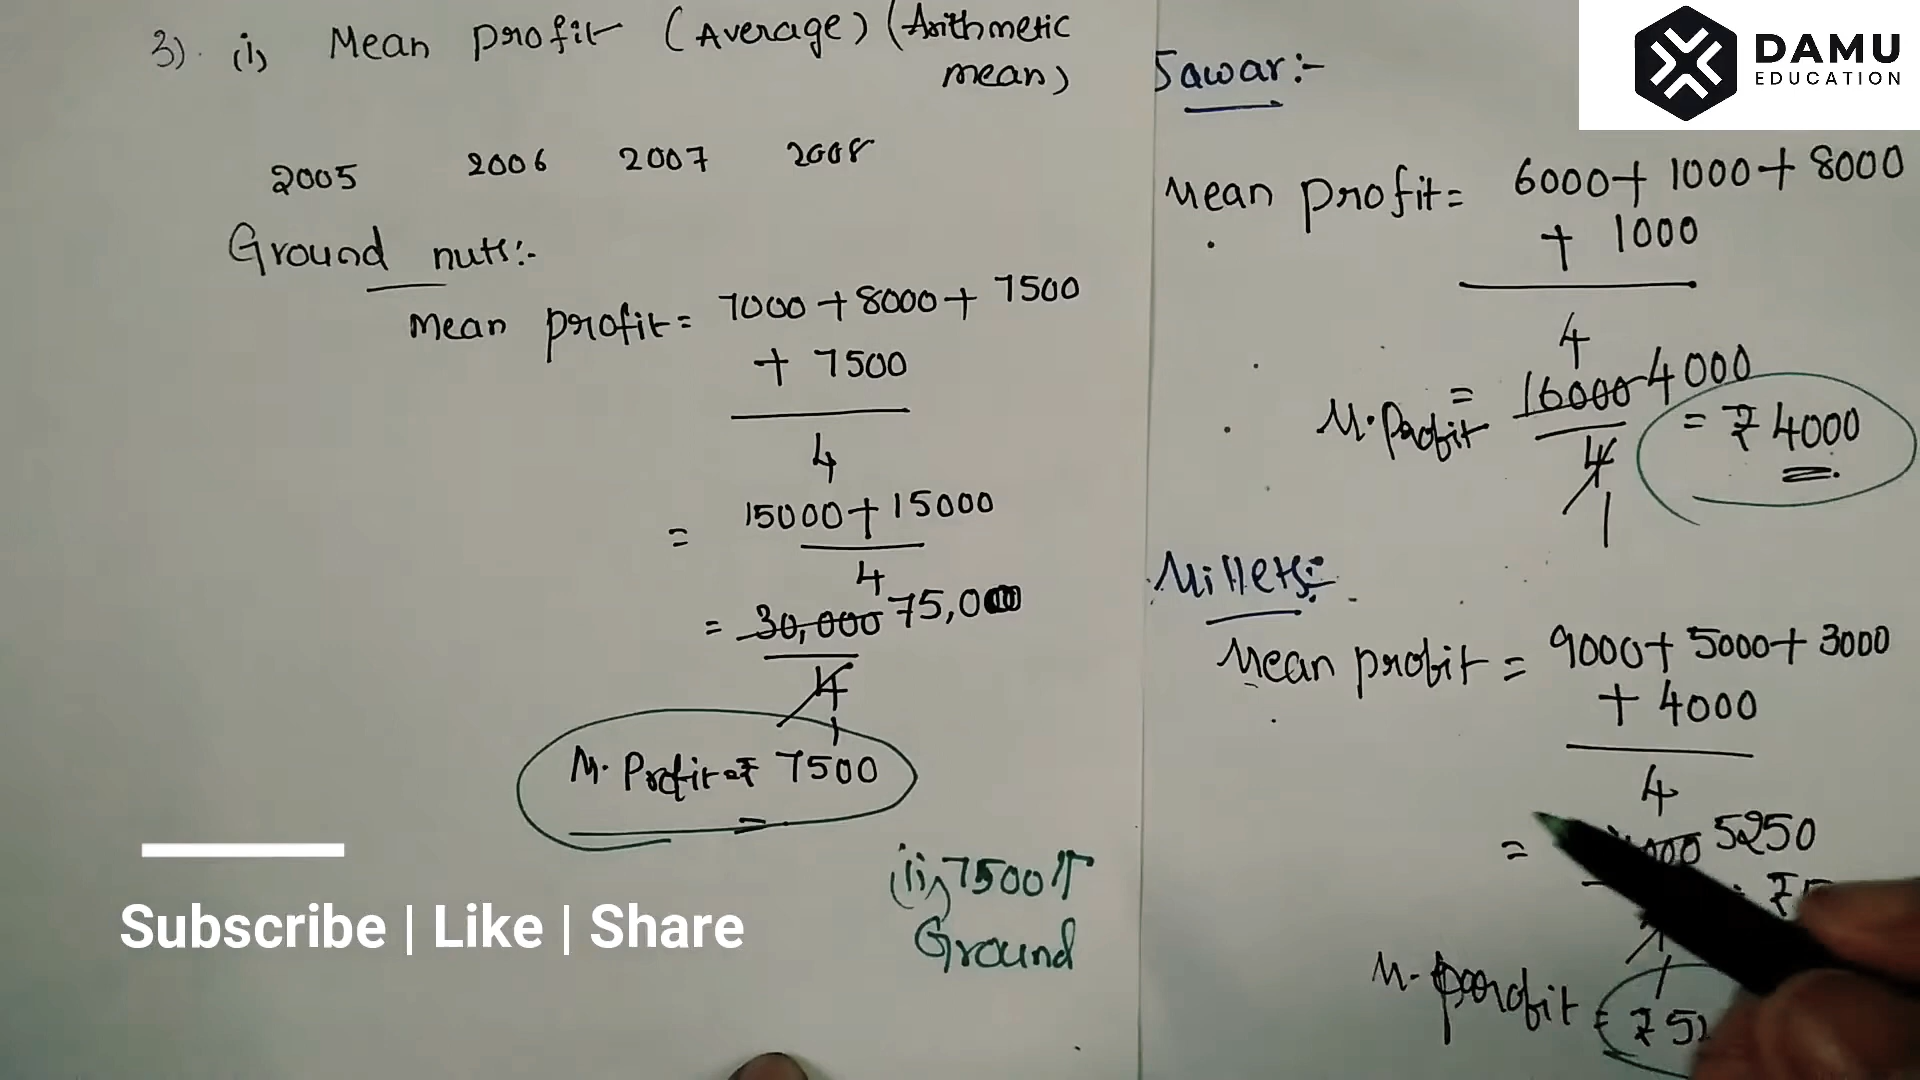 3). (i) Mean profit (Average) (Arithmetic mean)
2005 2006 2007 2008
Ground nuts:-
Mean profit = 7000 + 8000 + 7500
+ 7500
4
= 15000 + 15000
4
= 30,000 75,0
4
1
M. Profit = ₹ 7500
(ii) 7500
Ground
Subscribe | Like | Share
DAMU
EDUCATION
Jawar:-
Mean profit = 6000 + 1000 + 8000
+ 1000
4
M. Profit = 16000 4000 = ₹ 4000
4
1
Millets:-
Mean profit = 9000 + 5000 + 3000
+ 4000
4
= 5250
M. profit = ₹